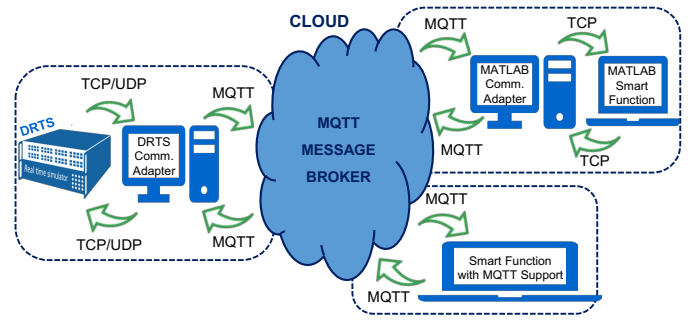 CLOUD
MQTT
TCP
MATLAB
Comm.
Adapter
MATLAB
Smart
Function
MQTT
TCP
TCP/UDP
MQTT
DRTS
Real time simulator
DRTS
Comm.
Adapter
TCP/UDP
MQTT
MQTT
MESSAGE
BROKER
MQTT
Smart Function
with MQTT Support
MQTT